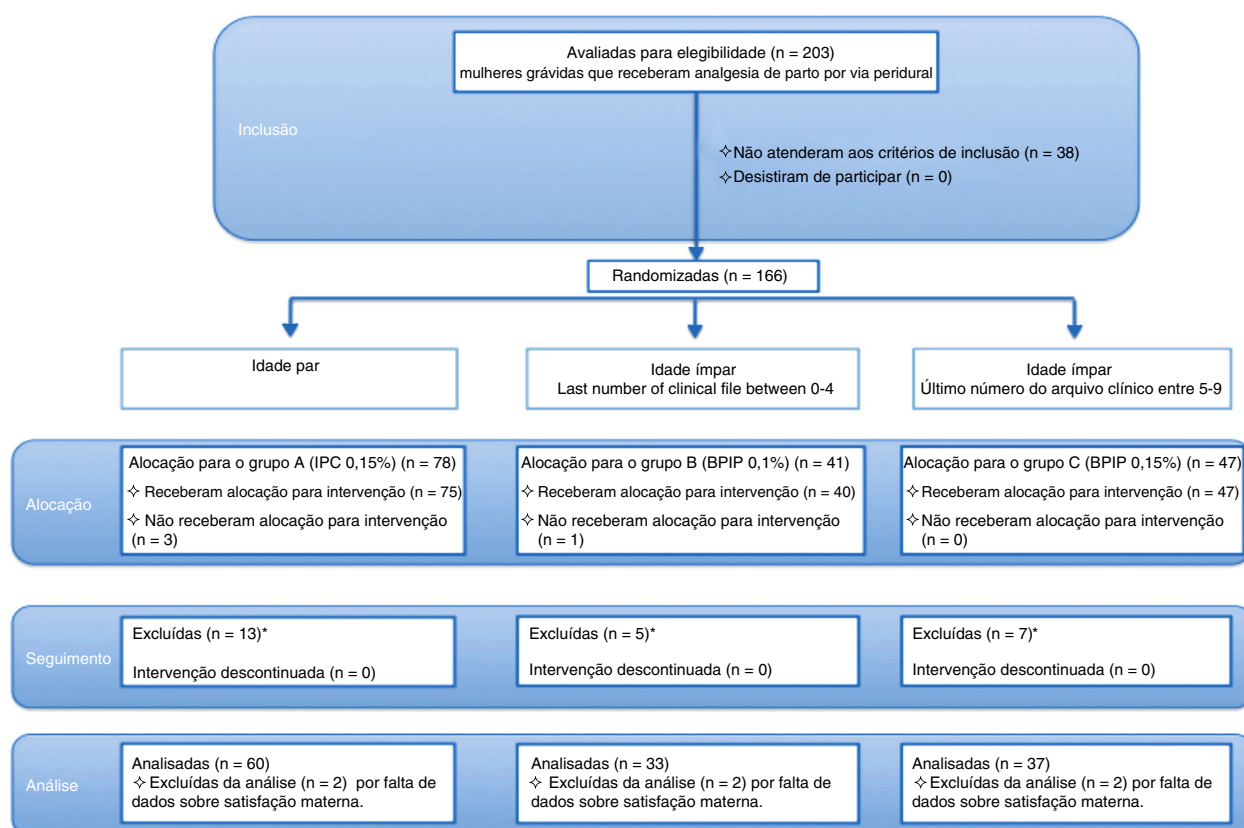 Avaliadas para elegibilidade (n = 203)
mulheres grávidas que receberam analgesia de parto por via peridural
Inclusão
✧Não atenderam aos critérios de inclusão (n = 38)
✧Desistiram de participar (n = 0)
Randomizadas (n = 166)
Idade par
Idade ímpar
Last number of clinical file between 0-4
Idade ímpar
Último número do arquivo clínico entre 5-9
Alocação
Alocação para o grupo A (IPC 0,15%) (n = 78)
✧ Receberam alocação para intervenção (n = 75)
✧ Não receberam alocação para intervenção
(n = 3)
Alocação para o grupo B (BPIP 0,1%) (n = 41)
✧ Receberam alocação para intervenção (n = 40)
✧ Não receberam alocação para intervenção
(n = 1)
Alocação para o grupo C (BPIP 0,15%) (n = 47)
✧ Receberam alocação para intervenção (n = 47)
✧ Não receberam alocação para intervenção
(n = 0)
Seguimento
Excluídas (n = 13)*
Intervenção descontinuada (n = 0)
Excluídas (n = 5)*
Intervenção descontinuada (n = 0)
Excluídas (n = 7)*
Intervenção descontinuada (n = 0)
Análise
Analisadas (n = 60)
✧ Excluídas da análise (n = 2) por falta de
dados sobre satisfação materna.
Analisadas (n = 33)
✧ Excluídas da análise (n = 2) por falta de
dados sobre satisfação materna.
Analisadas (n = 37)
✧ Excluídas da análise (n = 2) por falta de
dados sobre satisfação materna.